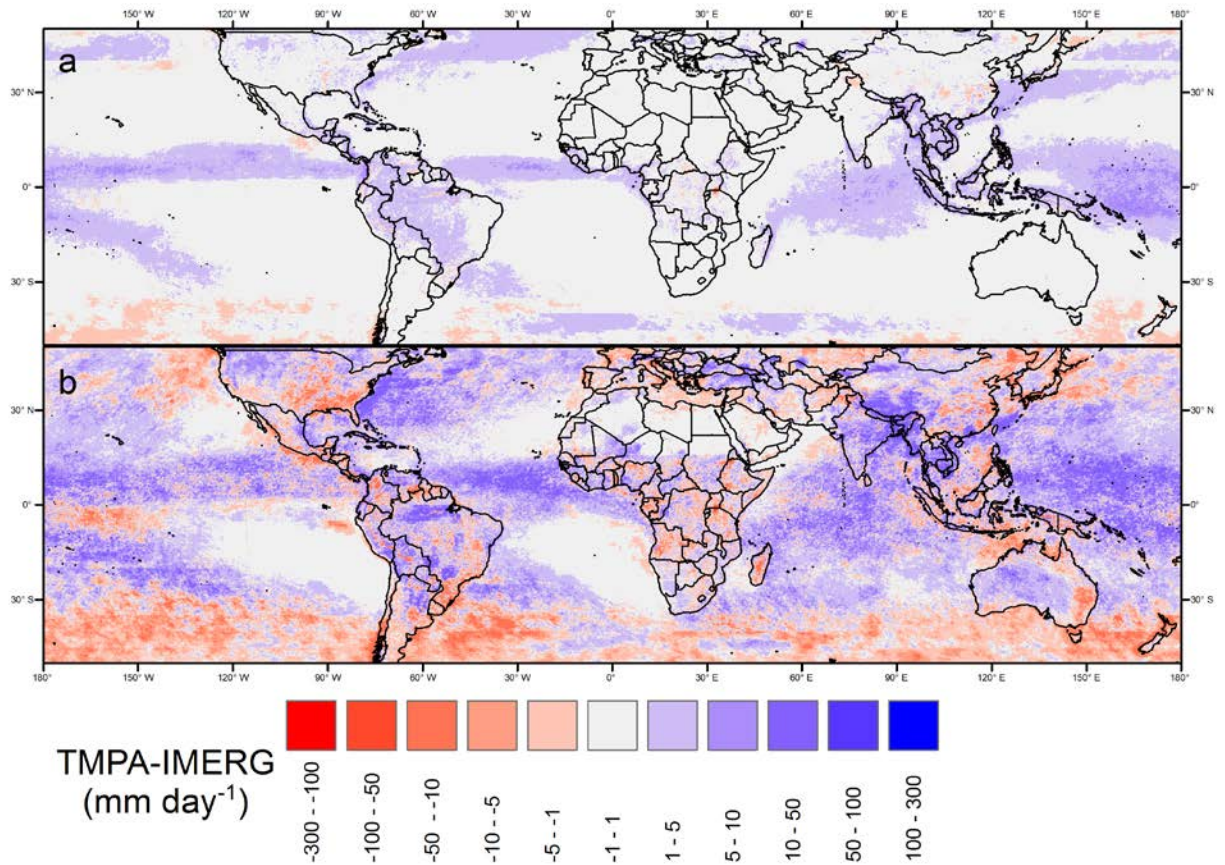 150° W 120° W 90° W 60° W 30° W 0° 30° E 60° E 90° E 120° E 150° E 180°
a
30° N 30° N
0° 0°
30° S 30° S
b
30° N 30° N
0° 0°
30° S 30° S
180° 150° W 120° W 90° W 60° W 30° W 0° 30° E 60° E 90° E 120° E 150° E 180°
TMPA-IMERG
(mm day⁻¹)
-300 - -100
-100 - -50
-50 - -10
-10 - -5
-5 - -1
-1 - 1
1 - 5
5 - 10
10 - 50
50 - 100
100 - 300